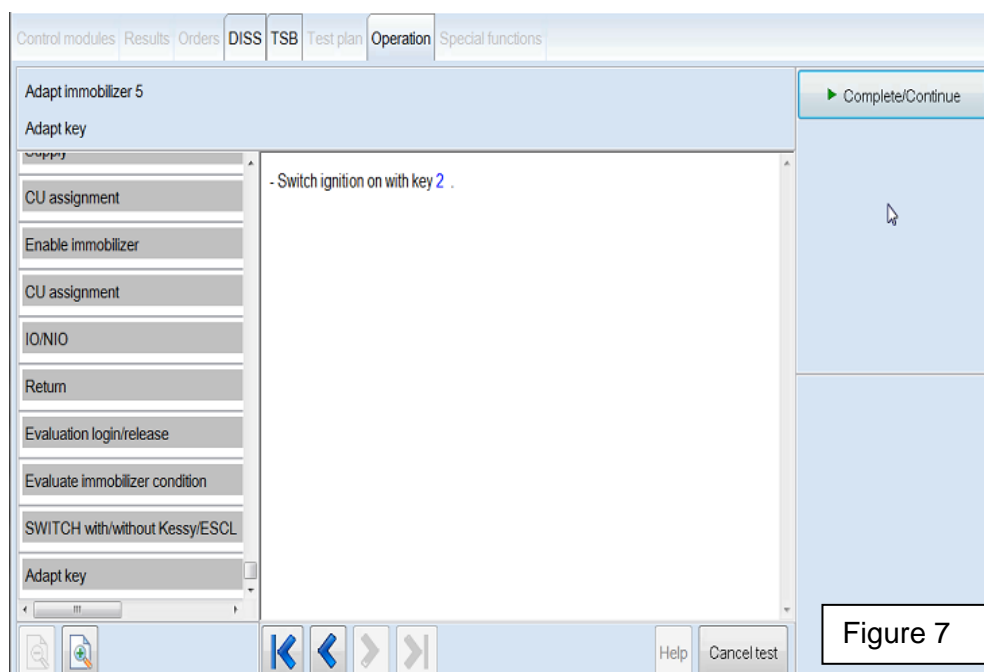 Control modules Results Orders DISS TSB Test plan Operation Special functions
Adapt immobilizer 5
Adapt key
Complete/Continue
Supply
CU assignment
Enable immobilizer
CU assignment
IO/NIO
Return
Evaluation login/release
Evaluate immobilizer condition
SWITCH with/without Kessy/ESCL
Adapt key
- Switch ignition on with key 2 .
Help Cancel test
Figure 7